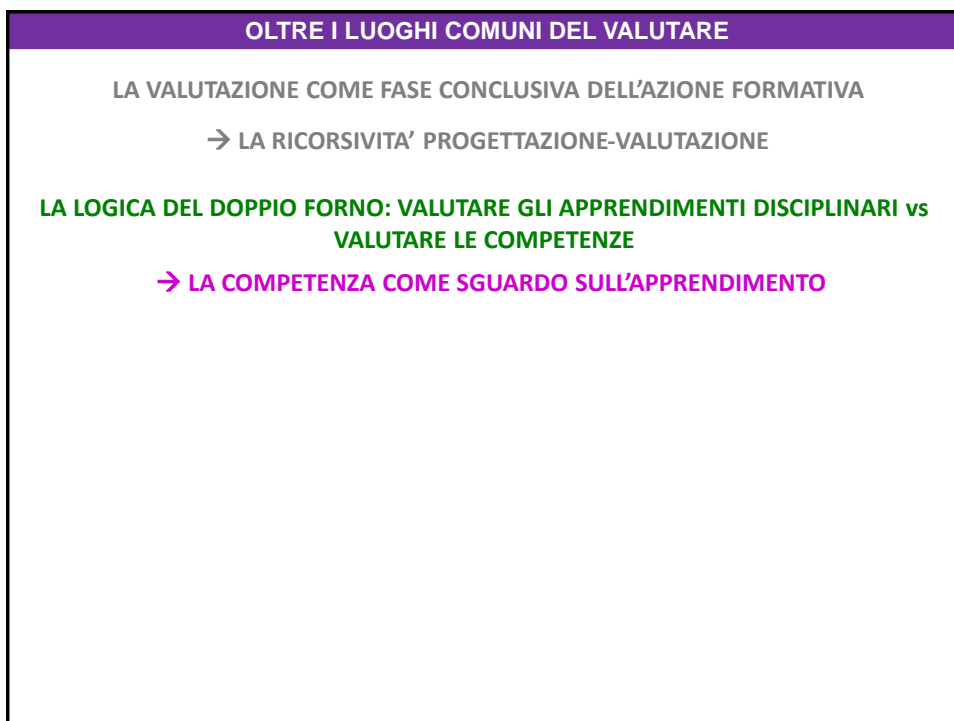 OLTRE I LUOGHI COMUNI DEL VALUTARE
LA VALUTAZIONE COME FASE CONCLUSIVA DELL’AZIONE FORMATIVA
→ LA RICORSIVITA’ PROGETTAZIONE-VALUTAZIONE
LA LOGICA DEL DOPPIO FORNO: VALUTARE GLI APPRENDIMENTI DISCIPLINARI vs
VALUTARE LE COMPETENZE
→ LA COMPETENZA COME SGUARDO SULL’APPRENDIMENTO